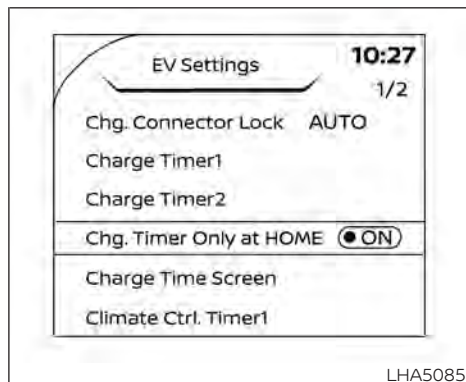 EV Settings
10:27
1/2
Chg. Connector Lock AUTO
Charge Timer1
Charge Timer2
Chg. Timer Only at HOME ON
Charge Time Screen
Climate Ctrl. Timer1
LHA5085